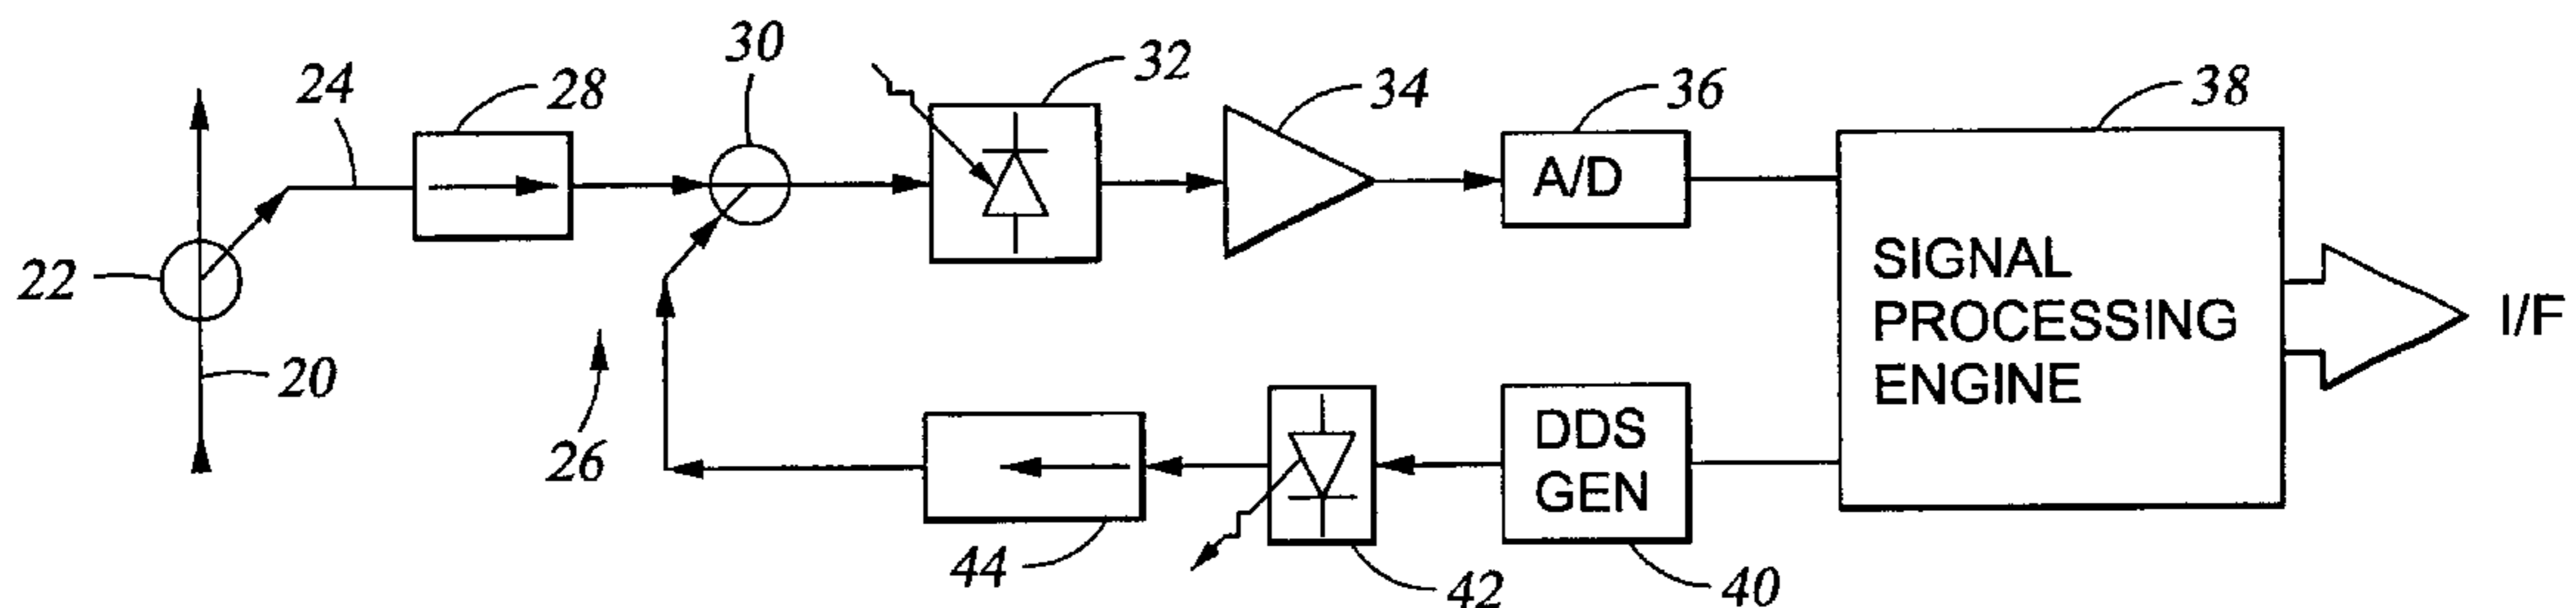 30
24
28
32
34
36
38
A/D
22
SIGNAL
PROCESSING
ENGINE
I/F
20
26
DDS
GEN
44
42
40